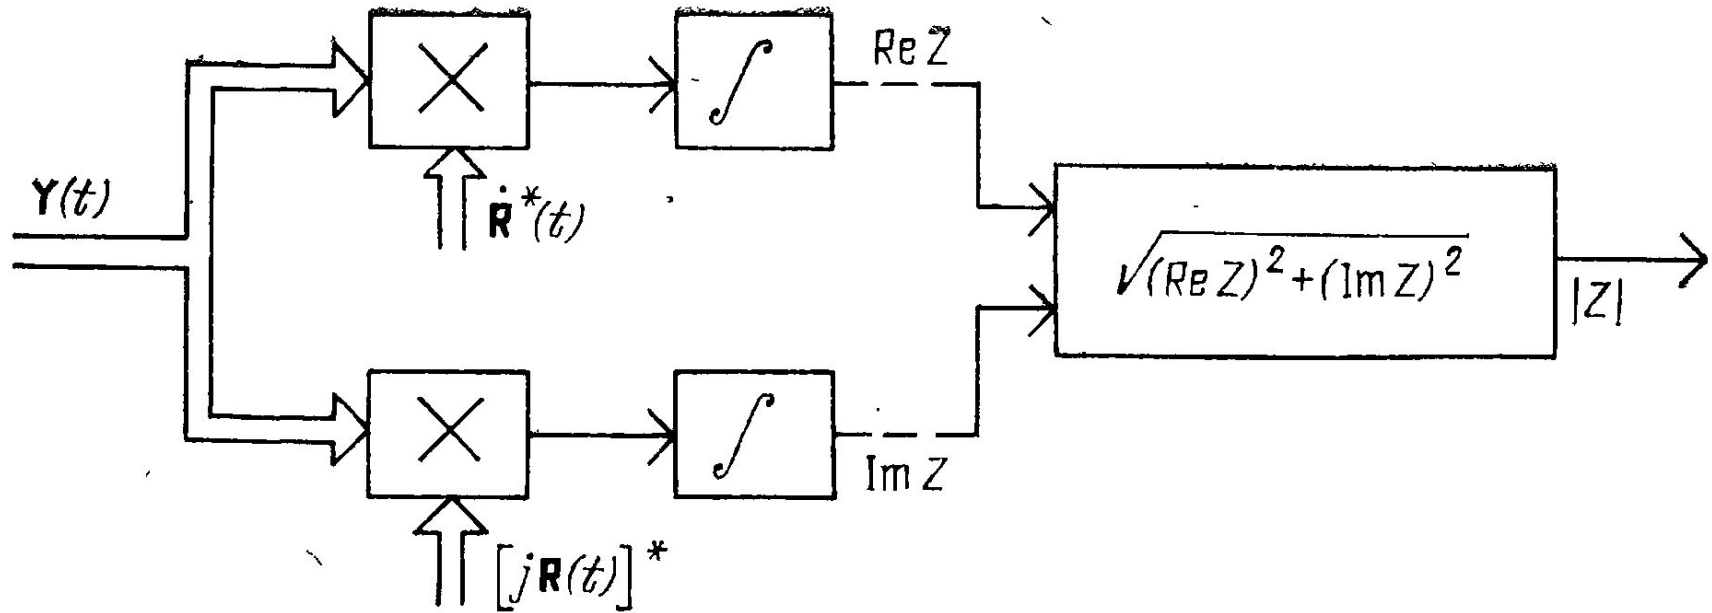 Y(t)
×
Ṙ*(t)
∫
Re Z
×
[jR(t)]*
∫
Im Z
√(Re Z)² + (Im Z)²
|Z|